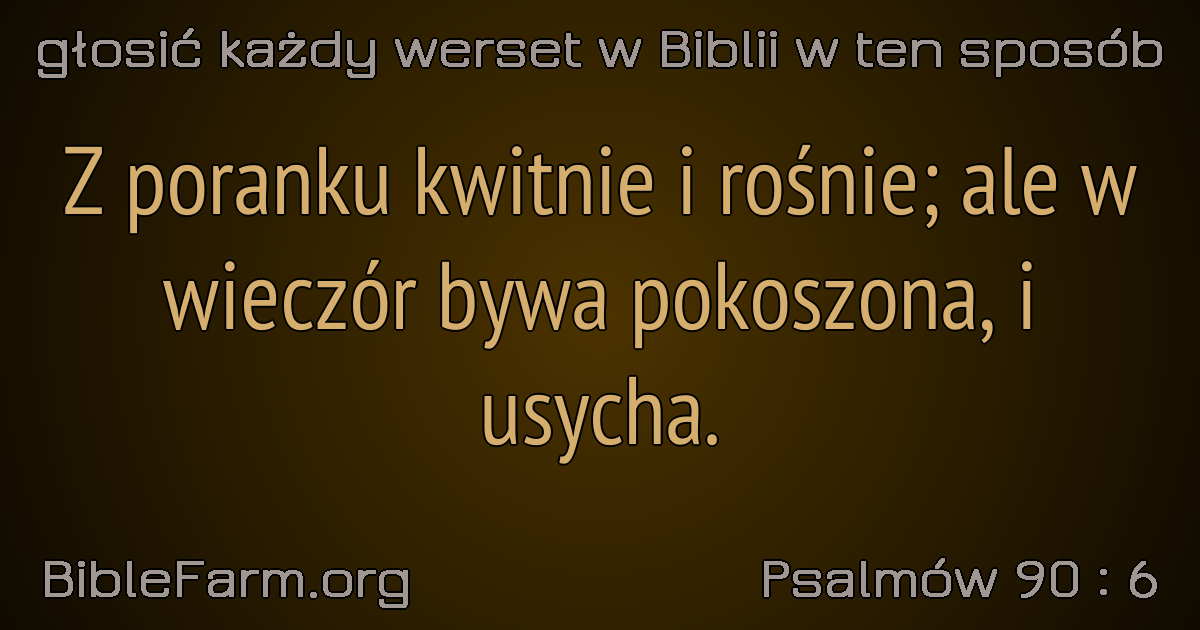 głosić każdy werset w Biblii w ten sposób
Z poranku kwitnie i rośnie; ale w
wieczór bywa pokoszona, i
usycha.
BibleFarm.org
Psalmów 90 : 6